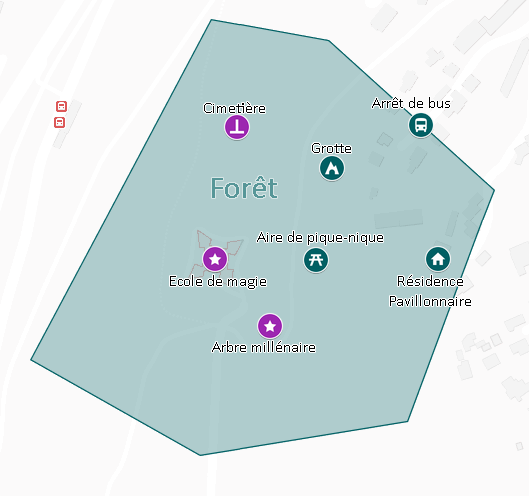 Arrêt de bus
Cimetière
Grotte
Forêt
Aire de pique-nique
Ecole de magie
Résidence
Pavillonnaire
Arbre millénaire